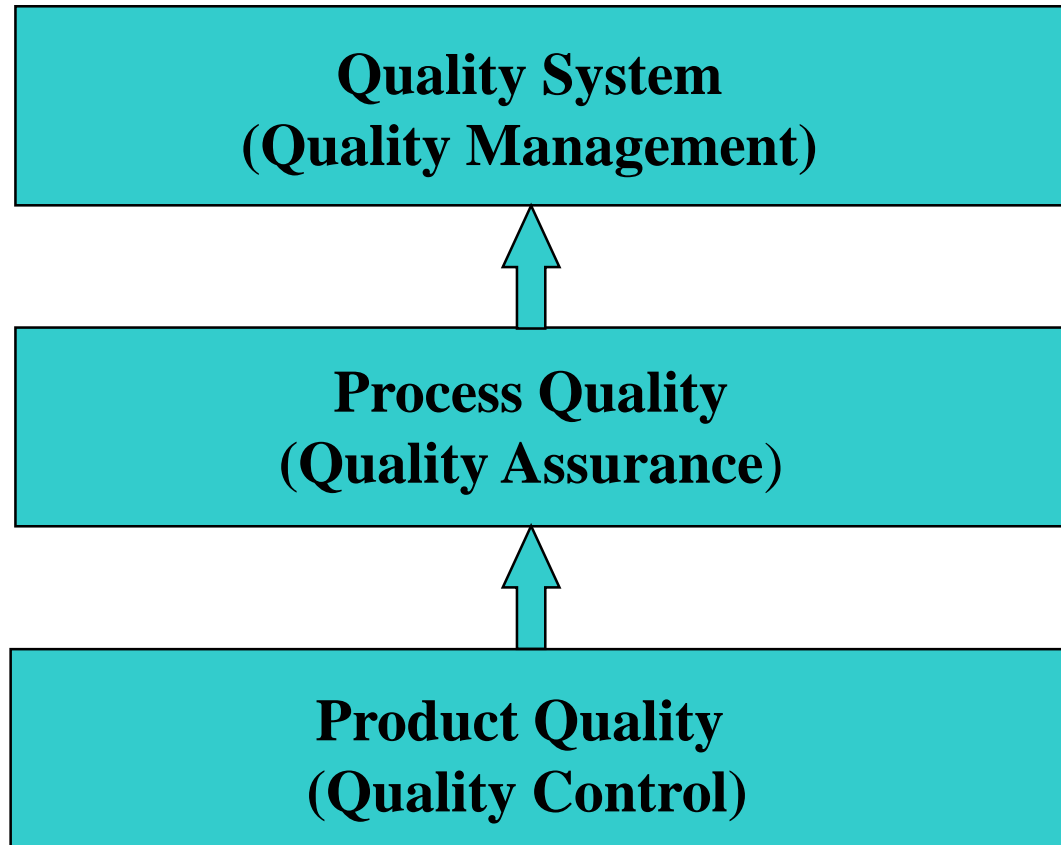 Quality System
(Quality Management)
Process Quality
(Quality Assurance)
Product Quality
(Quality Control)